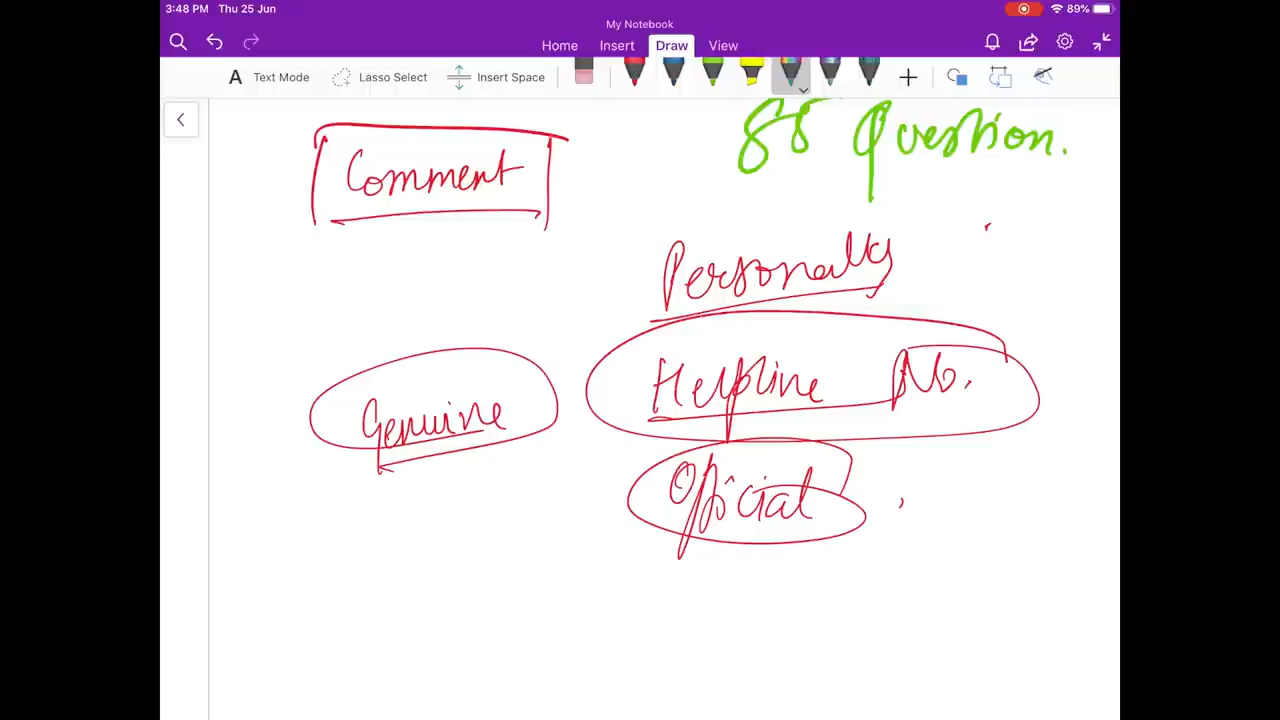 3:48 PM Thu 25 Jun 89%
My Notebook
Home Insert Draw View
A Text Mode Lasso Select Insert Space
85 Question.
Comment
Personally
Helpline No.
Genuine
Official